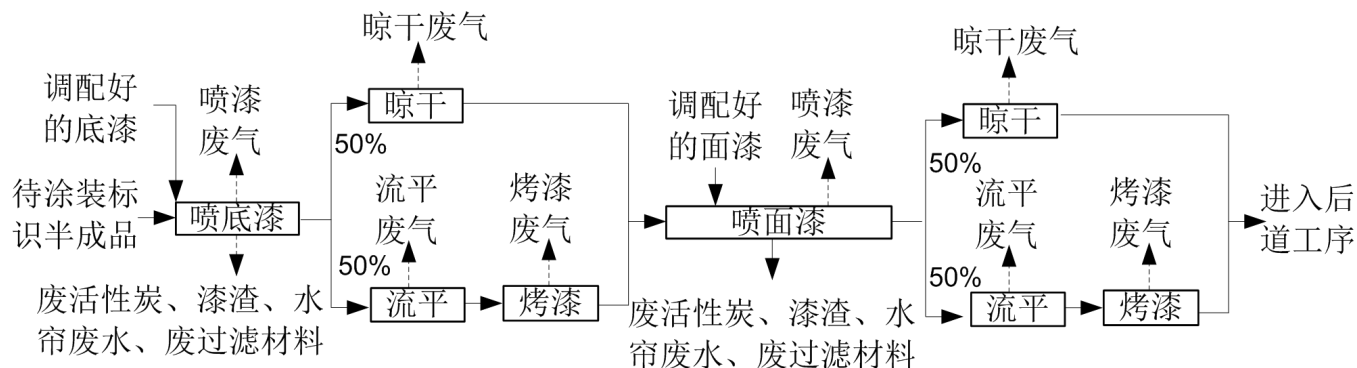 调配好
的底漆
喷漆
废气
待涂装标
识半成品
喷底漆
废活性炭、漆渣、水
帘废水、废过滤材料
晾干废气
晾干
50%
50%
流平
废气
流平
烤漆
废气
烤漆
调配好
的面漆
喷漆
废气
喷面漆
废活性炭、漆渣、水
帘废水、废过滤材料
晾干废气
晾干
50%
50%
流平
废气
流平
烤漆
废气
烤漆
进入后
道工序